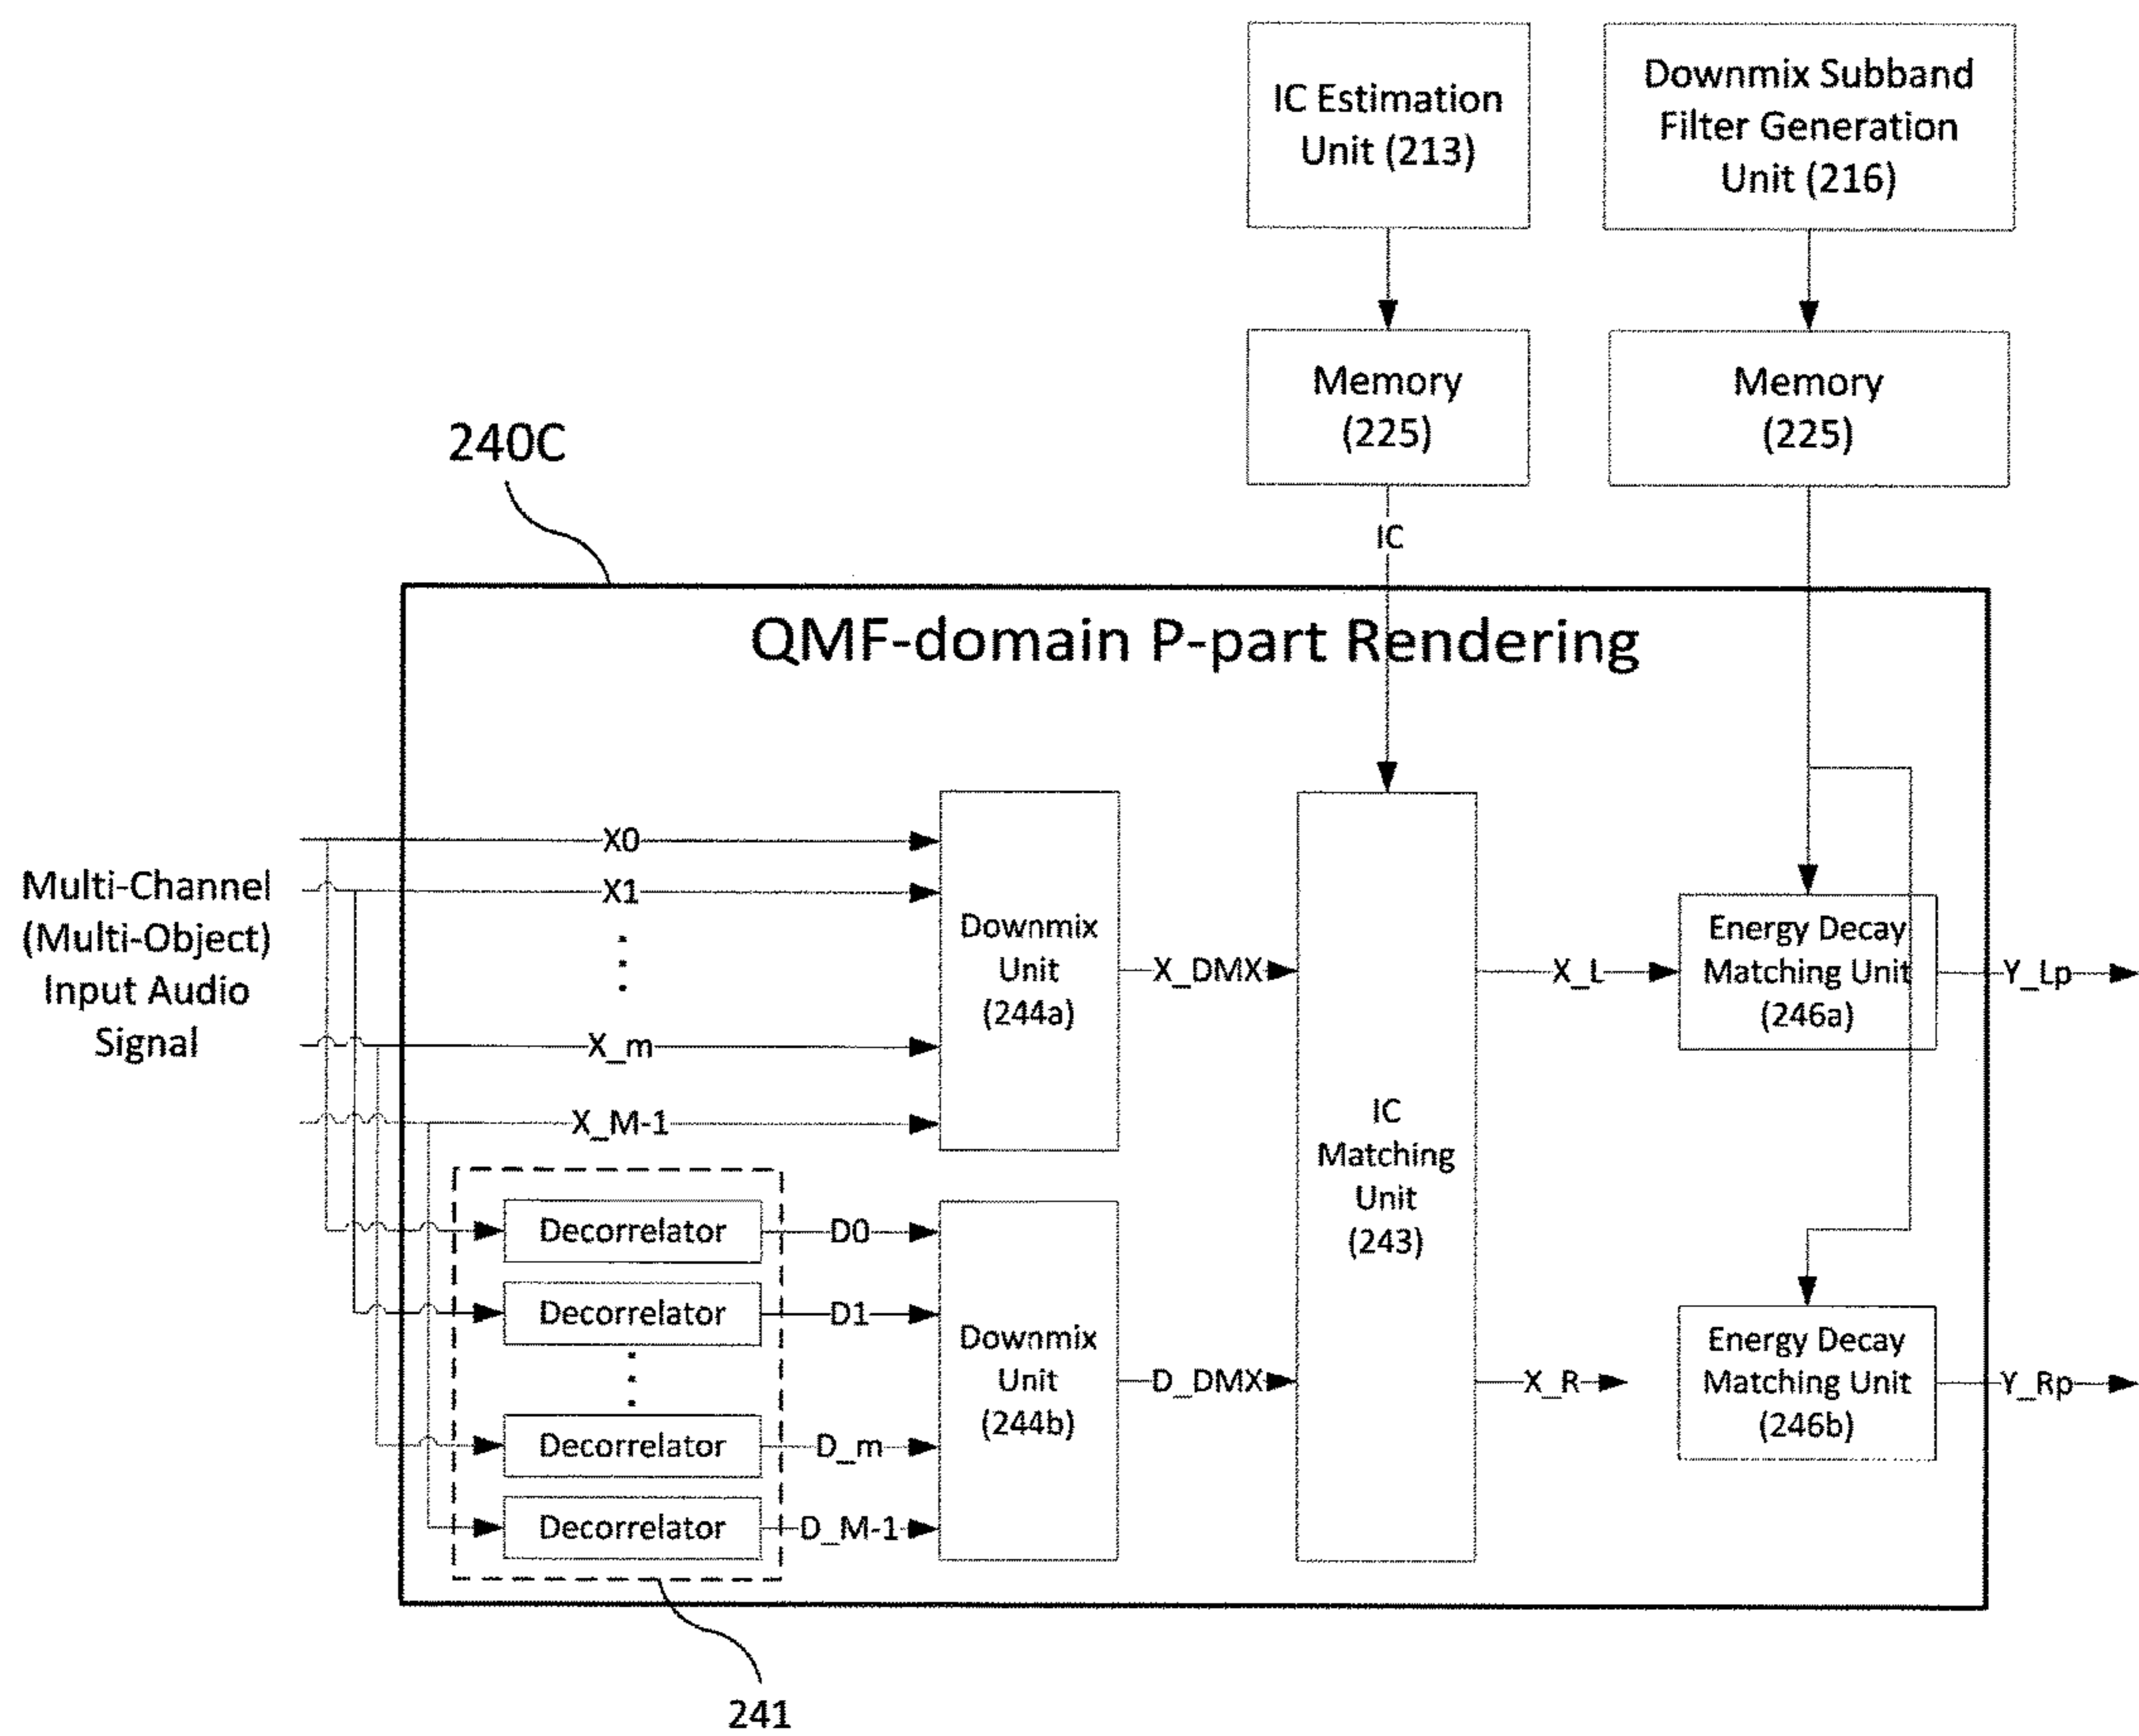 IC Estimation
Unit (213)
Downmix Subband
Filter Generation
Unit (216)
Memory
(225)
Memory
(225)
240C
IC
QMF-domain P-part Rendering
Multi-Channel
(Multi-Object)
Input Audio
Signal
X0
X1
X_m
X_M-1
Downmix
Unit
(244a)
X_DMX
IC
Matching
Unit
(243)
X_L
Energy Decay
Matching Unit
(246a)
Y_Lp
Decorrelator
D0
Decorrelator
D1
Decorrelator
D_m
Decorrelator
D_M-1
Downmix
Unit
(244b)
D_DMX
X_R
Energy Decay
Matching Unit
(246b)
Y_Rp
241